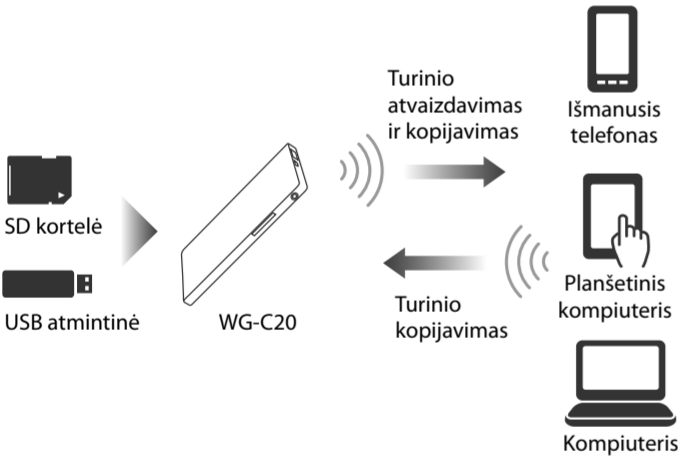 SD kortelė
USB atmintinė
WG-C20
Turinio
atvaizdavimas
ir kopijavimas
Turinio
kopijavimas
Išmanusis
telefonas
Planšetinis
kompiuteris
Kompiuteris